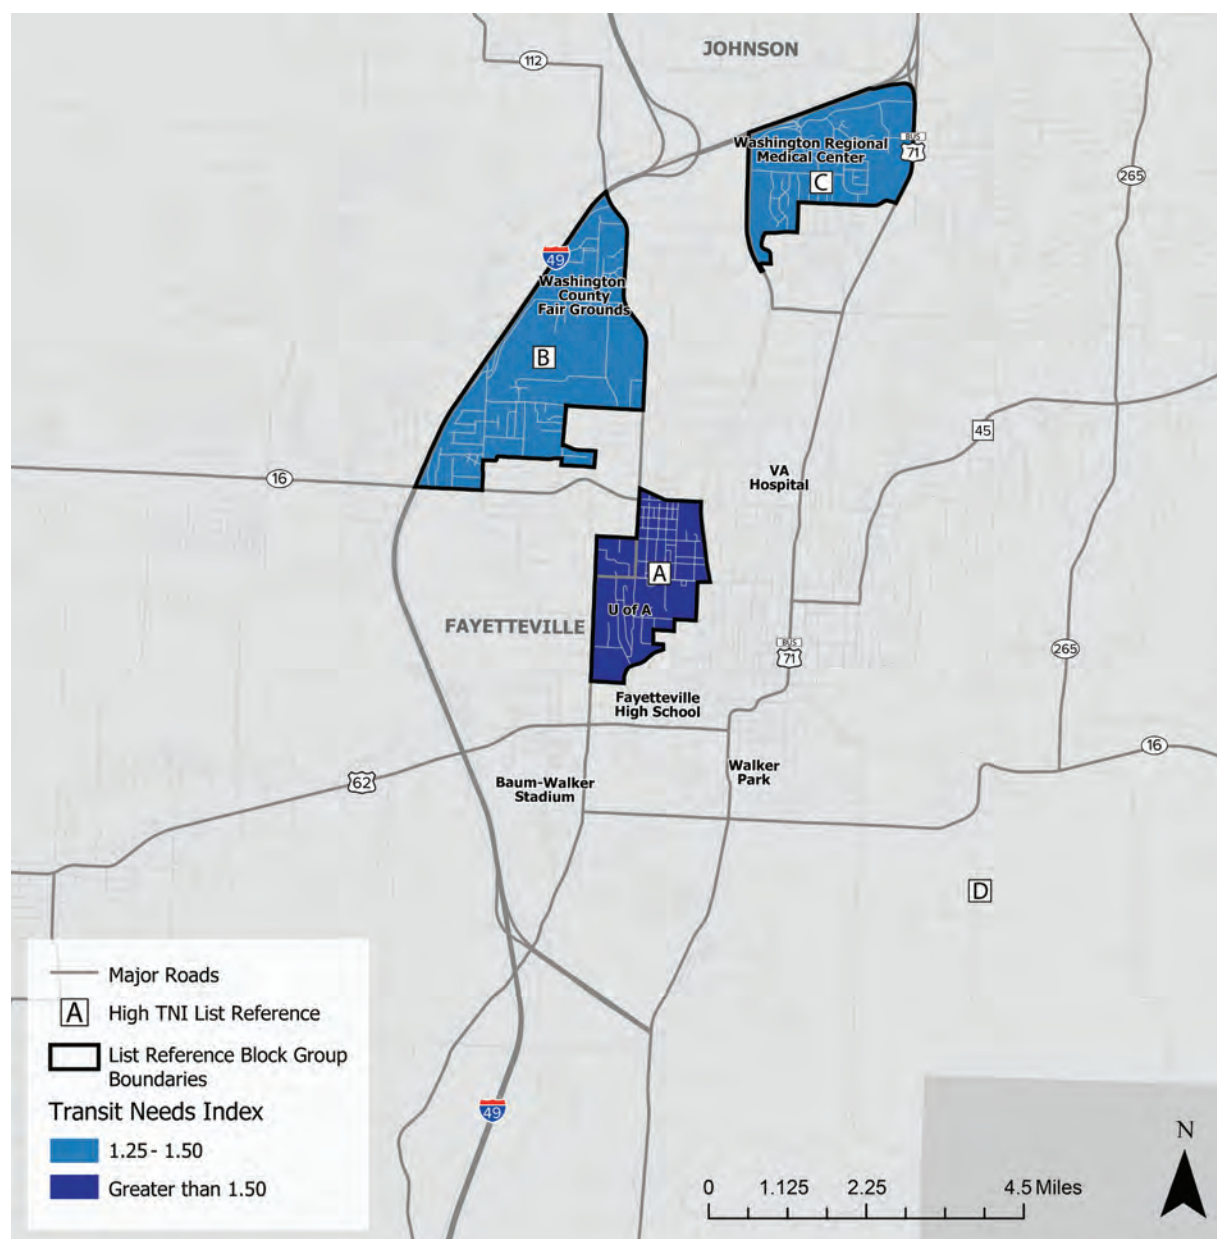 JOHNSON
112
Washington Regional
Medical Center
BUS
71
C
265
49
Washington
County
Fair Grounds
B
45
16
VA
Hospital
A
U of A
FAYETTEVILLE
BUS
71
265
Fayetteville
High School
16
Walker
Park
62
Baum-Walker
Stadium
D
Major Roads
A High TNI List Reference
List Reference Block Group
Boundaries
Transit Needs Index
1.25- 1.50
Greater than 1.50
49
N
0 1.125 2.25 4.5 Miles